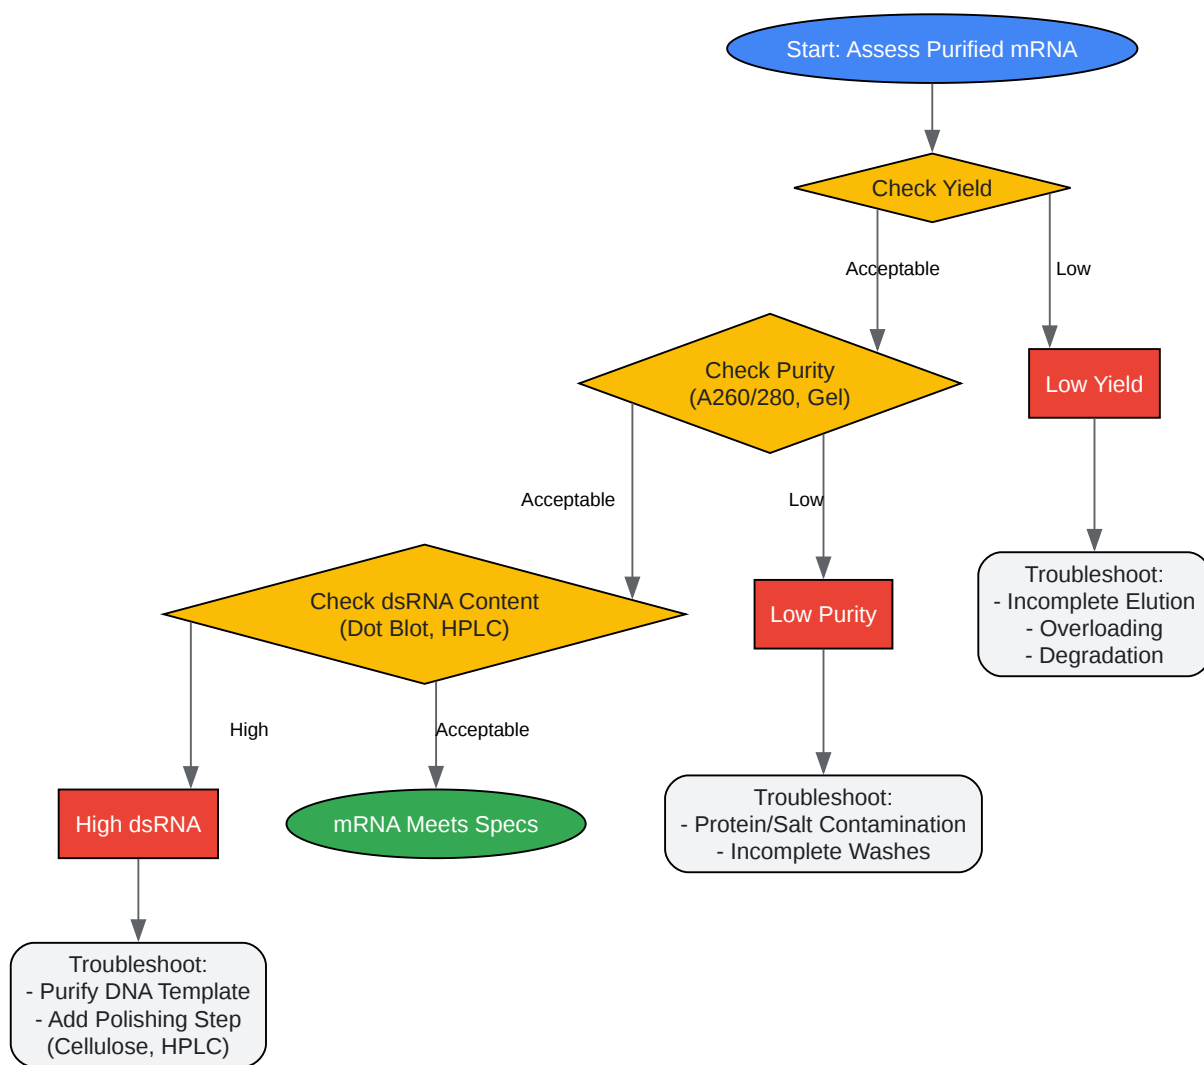 Start: Assess Purified mRNA
Check Yield
Acceptable
Low
Check Purity
(A260/280, Gel)
Low Yield
Acceptable
Low
Check dsRNA Content
(Dot Blot, HPLC)
Low Purity
Troubleshoot:
- Incomplete Elution
- Overloading
- Degradation
High
Acceptable
High dsRNA
mRNA Meets Specs
Troubleshoot:
- Protein/Salt Contamination
- Incomplete Washes
Troubleshoot:
- Purify DNA Template
- Add Polishing Step
(Cellulose, HPLC)